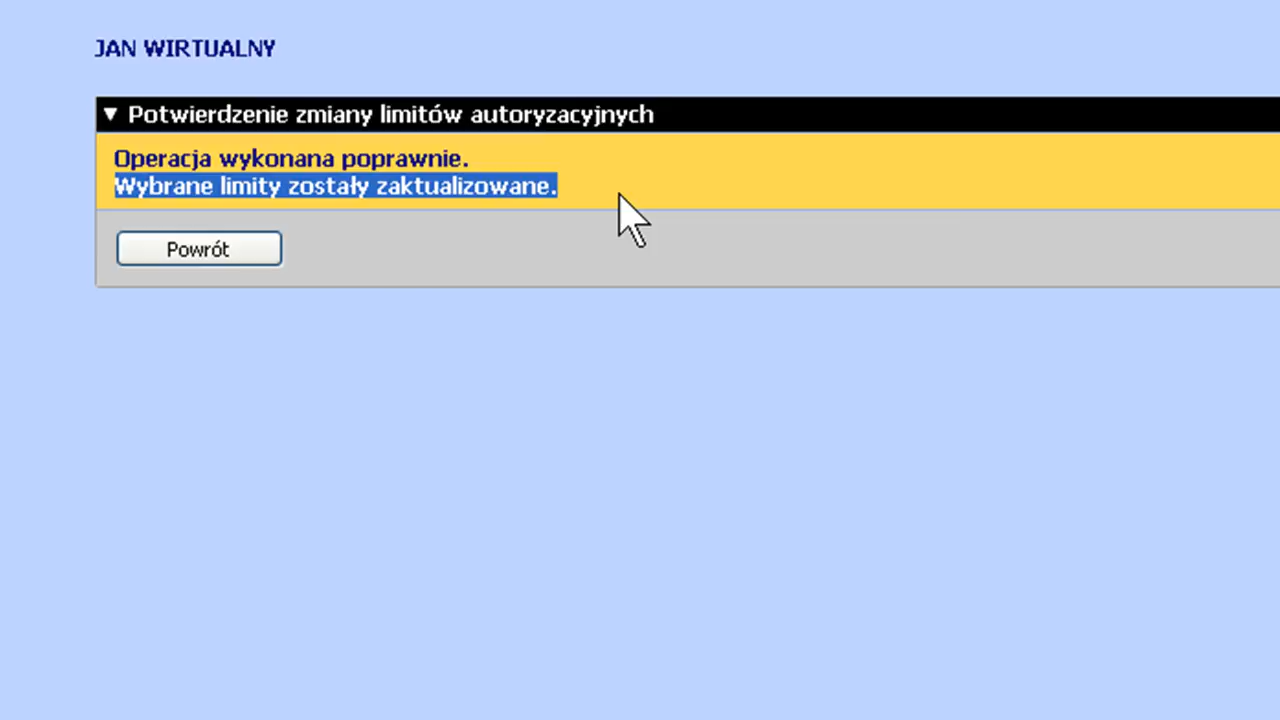 JAN WIRTUALNY
▼ Potwierdzenie zmiany limitów autoryzacyjnych
Operacja wykonana poprawnie.
Wybrane limity zostały zaktualizowane.
Powrót